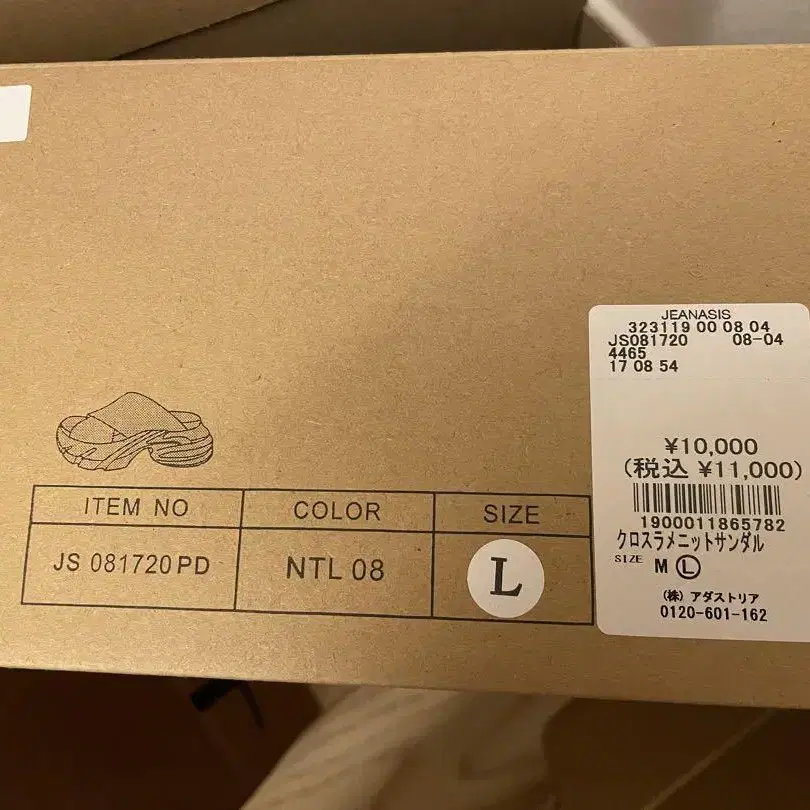 JEANASIS
323119 00 08 04
JS081720 08-04
4465
17 08 54
¥10,000
(税込 ¥11,000)
1900011865782
クロスラメニットサンダル
SIZE M L
(株) アダストリア
0120-601-162
ITEM NO COLOR SIZE
JS 081720PD NTL 08 L